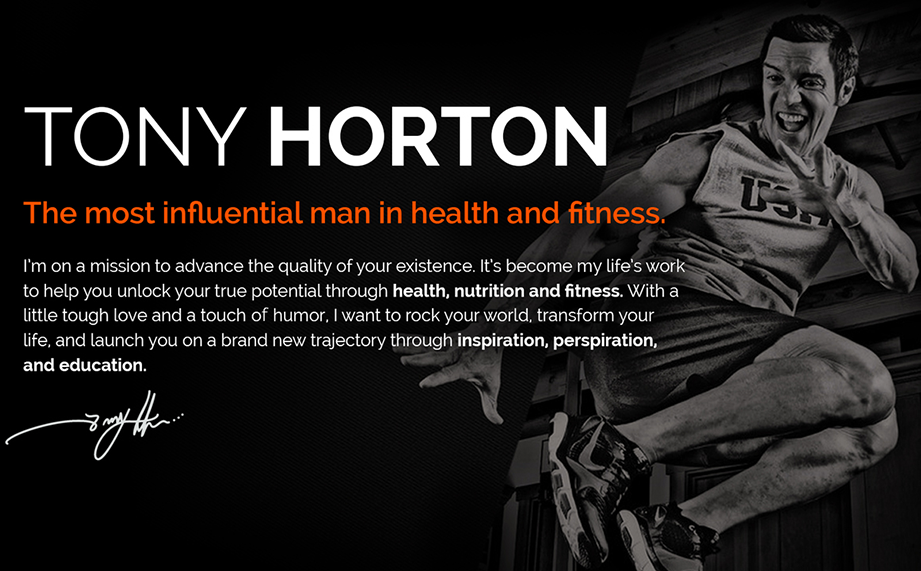 TONY HORTON
The most influential man in health and fitness.
I'm on a mission to advance the quality of your existence. It's become my life's work
to help you unlock your true potential through health, nutrition and fitness. With a
little tough love and a touch of humor, I want to rock your world, transform your
life, and launch you on a brand new trajectory through inspiration, perspiration,
and education.
USA